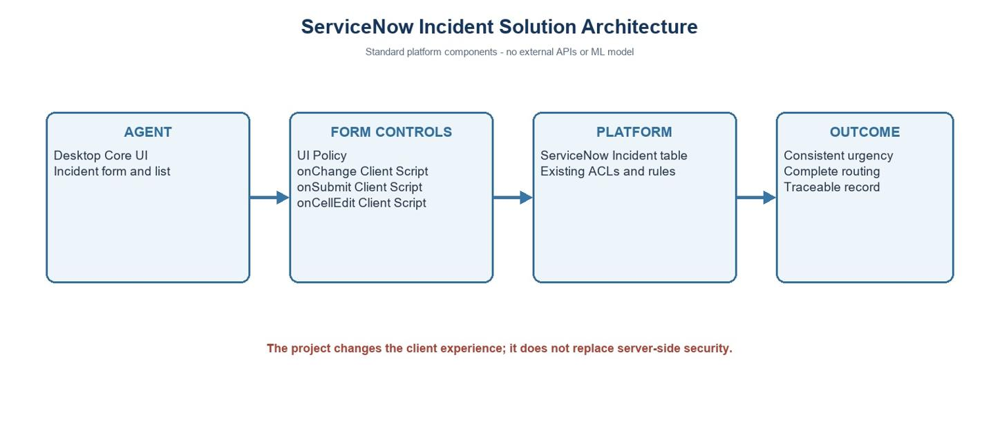 ServiceNow Incident Solution Architecture
Standard platform components - no external APIs or ML model
AGENT
Desktop Core UI
Incident form and list
FORM CONTROLS
UI Policy
onChange Client Script
onSubmit Client Script
onCellEdit Client Script
PLATFORM
ServiceNow Incident table
Existing ACLs and rules
OUTCOME
Consistent urgency
Complete routing
Traceable record
The project changes the client experience; it does not replace server-side security.